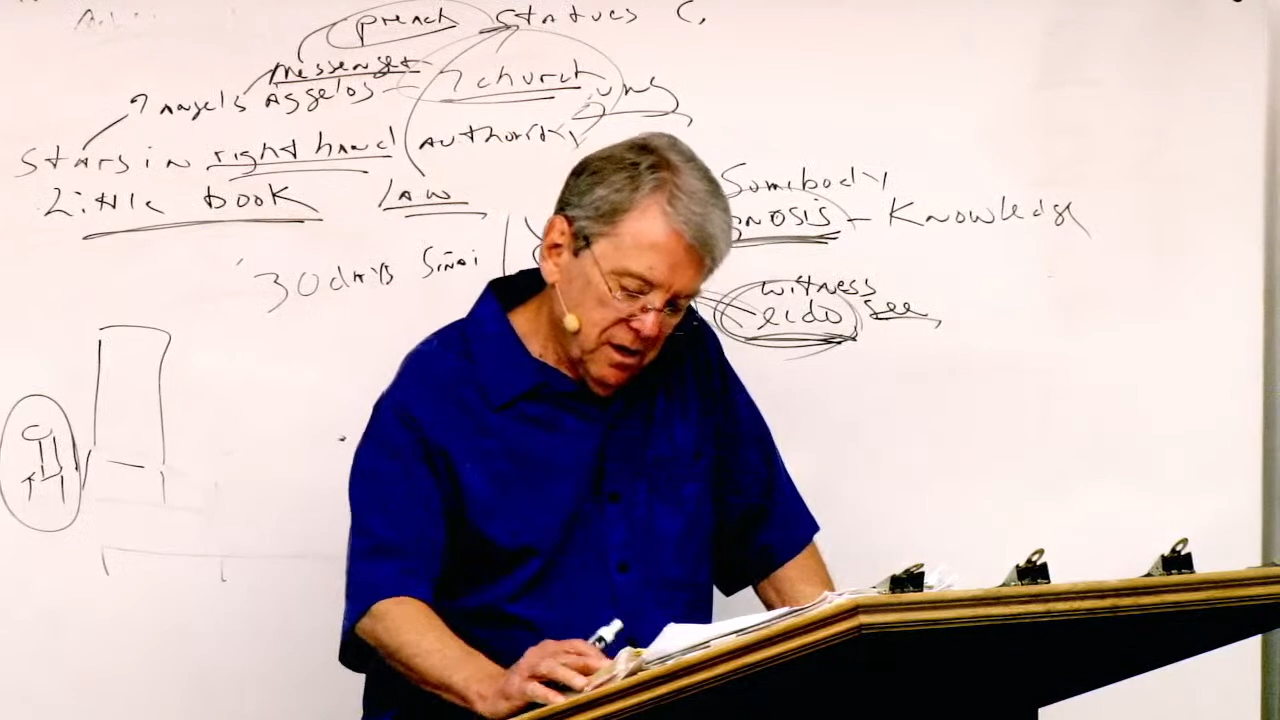 preach statues C,
messenger
7 Angels Aggelos - 7 church
Stars in right hand authority
Little book Law
30 days Sinai
Somebody
gnosis - Knowledge
witness
eido see